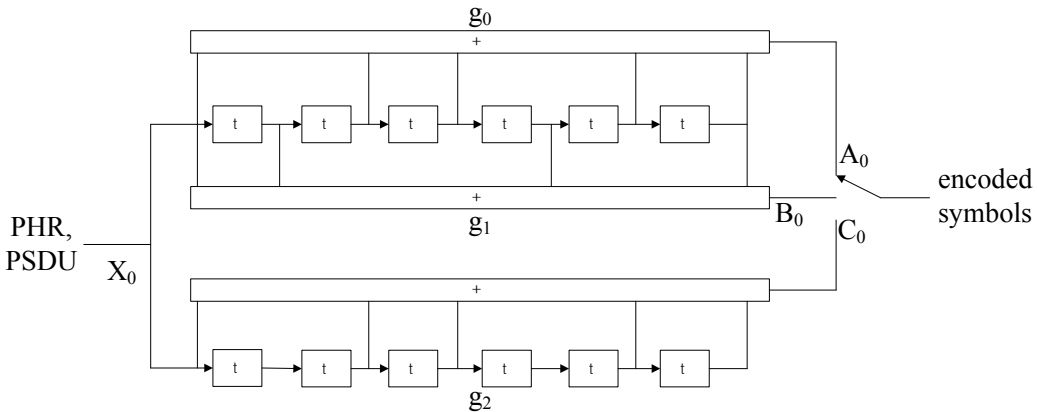 g₀
+
t t t t t t
A₀
encoded
symbols
+
B₀
g₁
C₀
PHR,
PSDU
X₀
+
t t t t t t
g₂